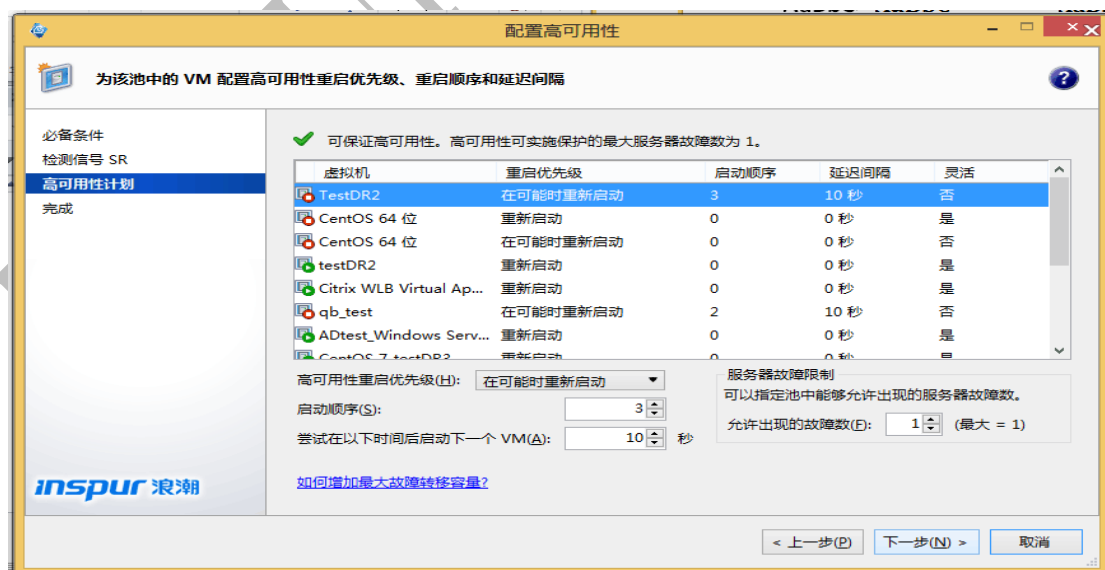 配置高可用性
为该池中的 VM 配置高可用性重启优先级、重启顺序和延迟间隔
必备条件
检测信号 SR
高可用性计划
完成
可保证高可用性。高可用性可实施保护的最大服务器故障数为 1。
虚拟机 重启优先级 启动顺序 延迟间隔 灵活
TestDR2 在可能时重新启动 3 10 秒 否
CentOS 64 位 重新启动 0 0 秒 是
CentOS 64 位 在可能时重新启动 0 0 秒 否
testDR2 重新启动 0 0 秒 是
Citrix WLB Virtual Ap... 重新启动 0 0 秒 是
qb_test 在可能时重新启动 2 10 秒 否
ADtest_Windows Serv... 重新启动 0 0 秒 是
CentOS 7_testDR3 重新启动 0 0 秒 是
高可用性重启优先级(H): 在可能时重新启动
启动顺序(S): 3
尝试在以下时间后启动下一个 VM(A): 10 秒
服务器故障限制
可以指定池中能够允许出现的服务器故障数。
允许出现的故障数(F): 1 (最大 = 1)
如何增加最大故障转移容量?
inspur 浪潮
< 上一步(P) 下一步(N) > 取消